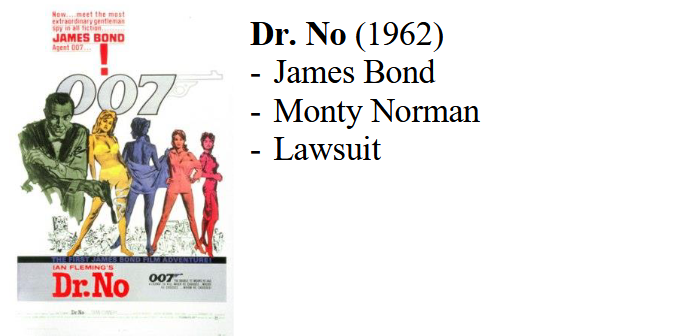 Now....meet the most
extraordinary gentleman
spy in all fiction.........
JAMES BOND
Agent 007...
!
007
THE FIRST JAMES BOND FILM ADVENTURE!
IAN FLEMING'S
Dr.No
007
Dr. No (1962)
- James Bond
- Monty Norman
- Lawsuit